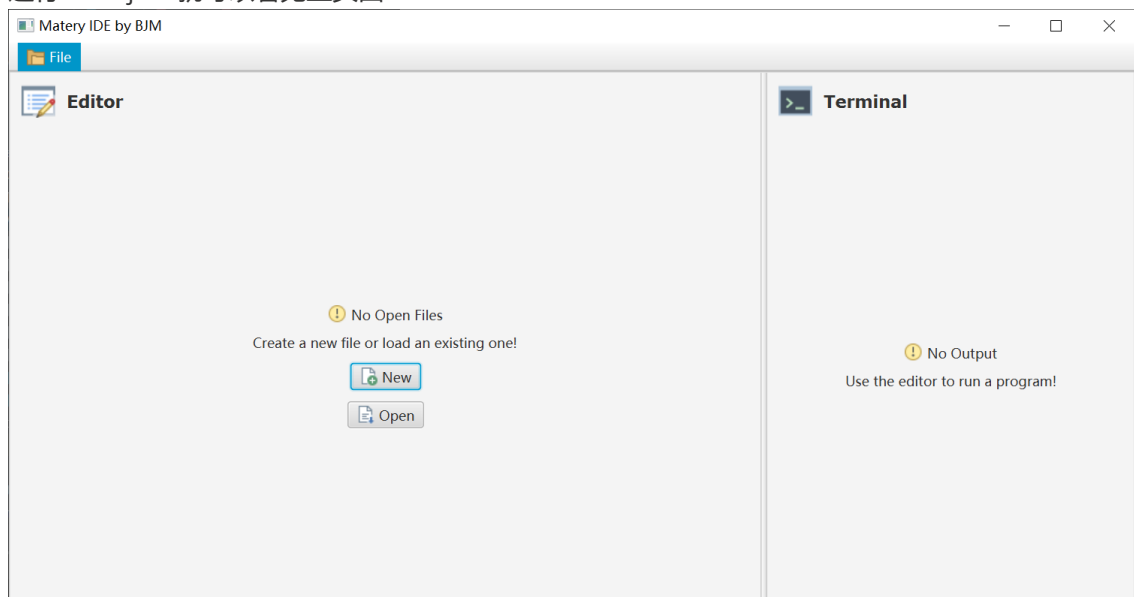 Matery IDE by BJM
File
Editor
Terminal
No Open Files
Create a new file or load an existing one!
New
Open
No Output
Use the editor to run a program!